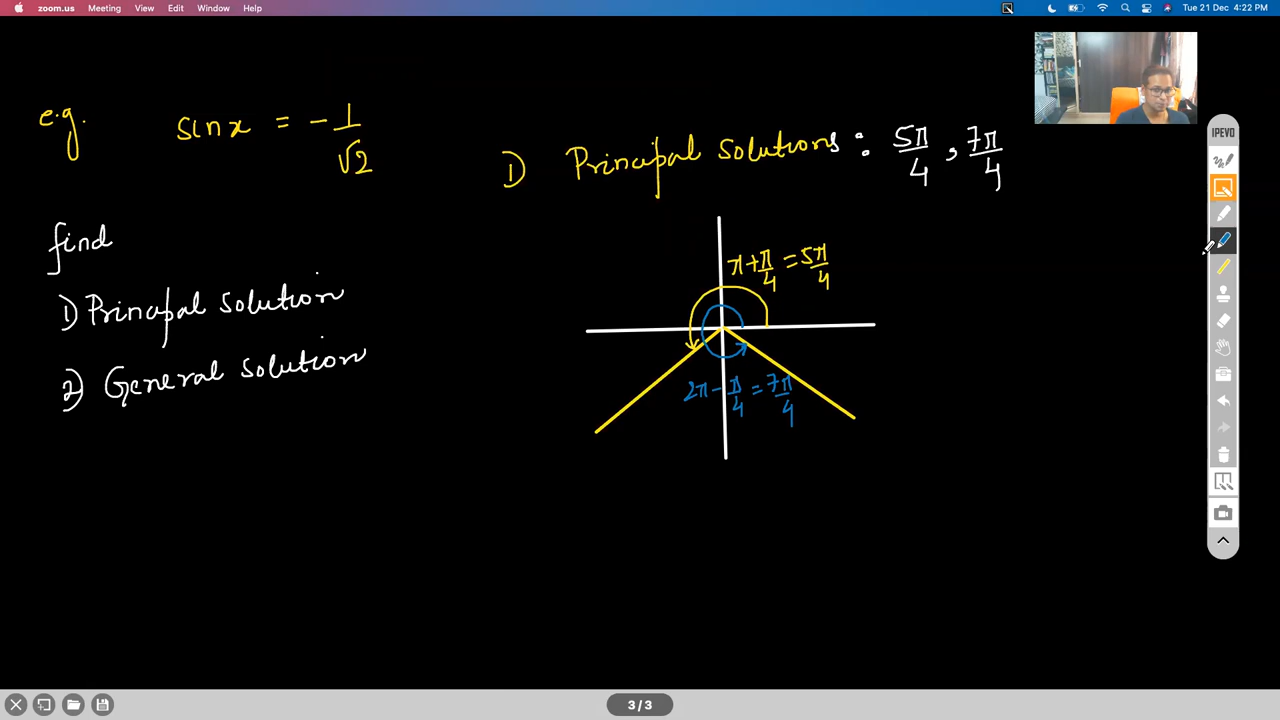 zoom.us Meeting View Edit Window Help Tue 21 Dec 4:22 PM
e.g. sin x = - 1/√2
1) Principal solutions : 5π/4 , 7π/4
IPEVO
find
1) Principal solution
2) General solution
π + π/4 = 5π/4
2π - π/4 = 7π/4
3 / 3